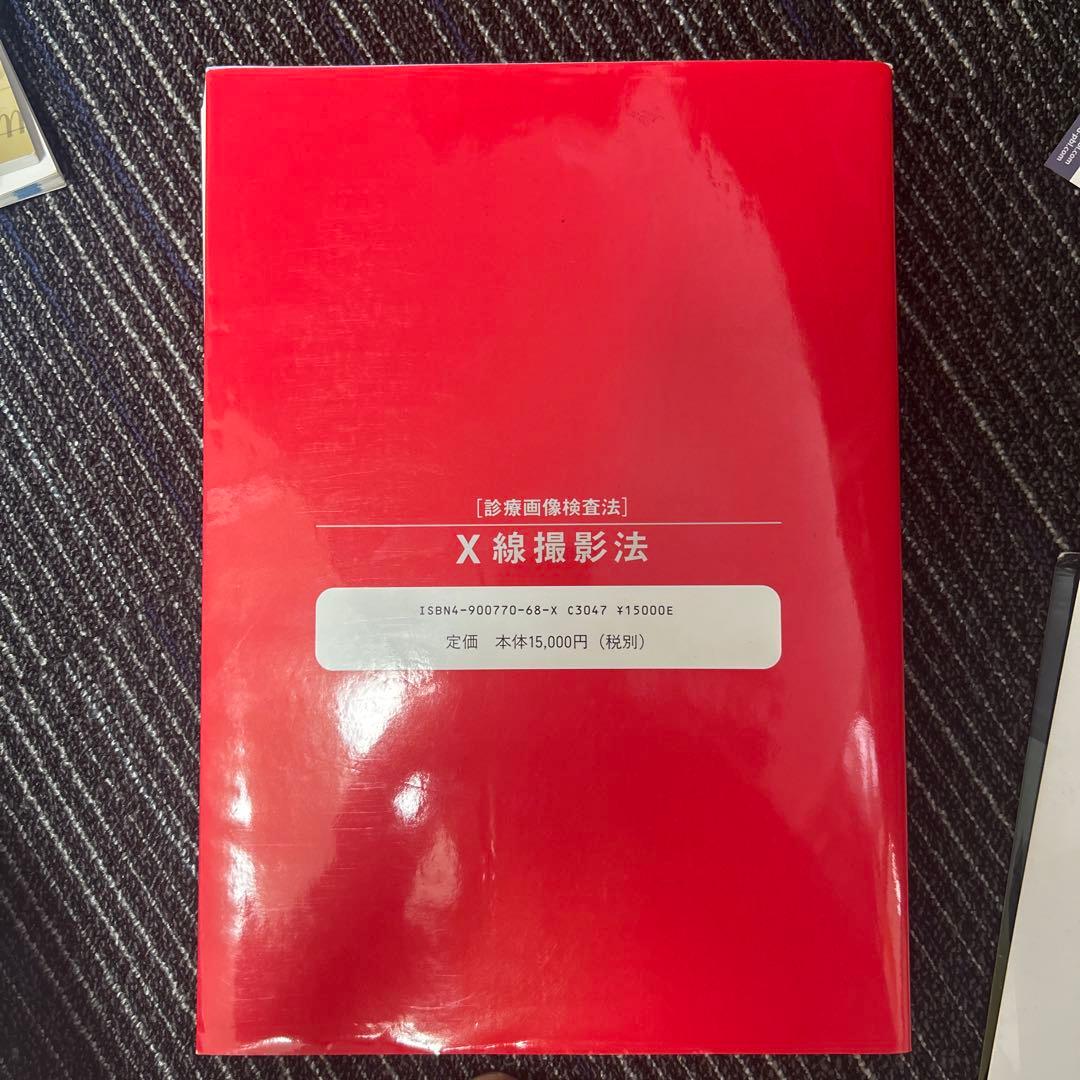 [診療画像検査法]
X線撮影法
ISBN4-900770-68-X C3047 ¥15000E
定価 本体15,000円(税別)